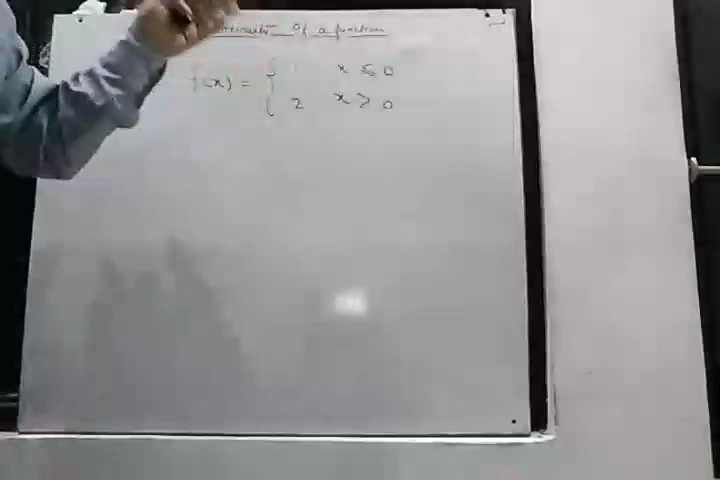 of a function
f(x) = { 1 x ≤ 0
2 x > 0